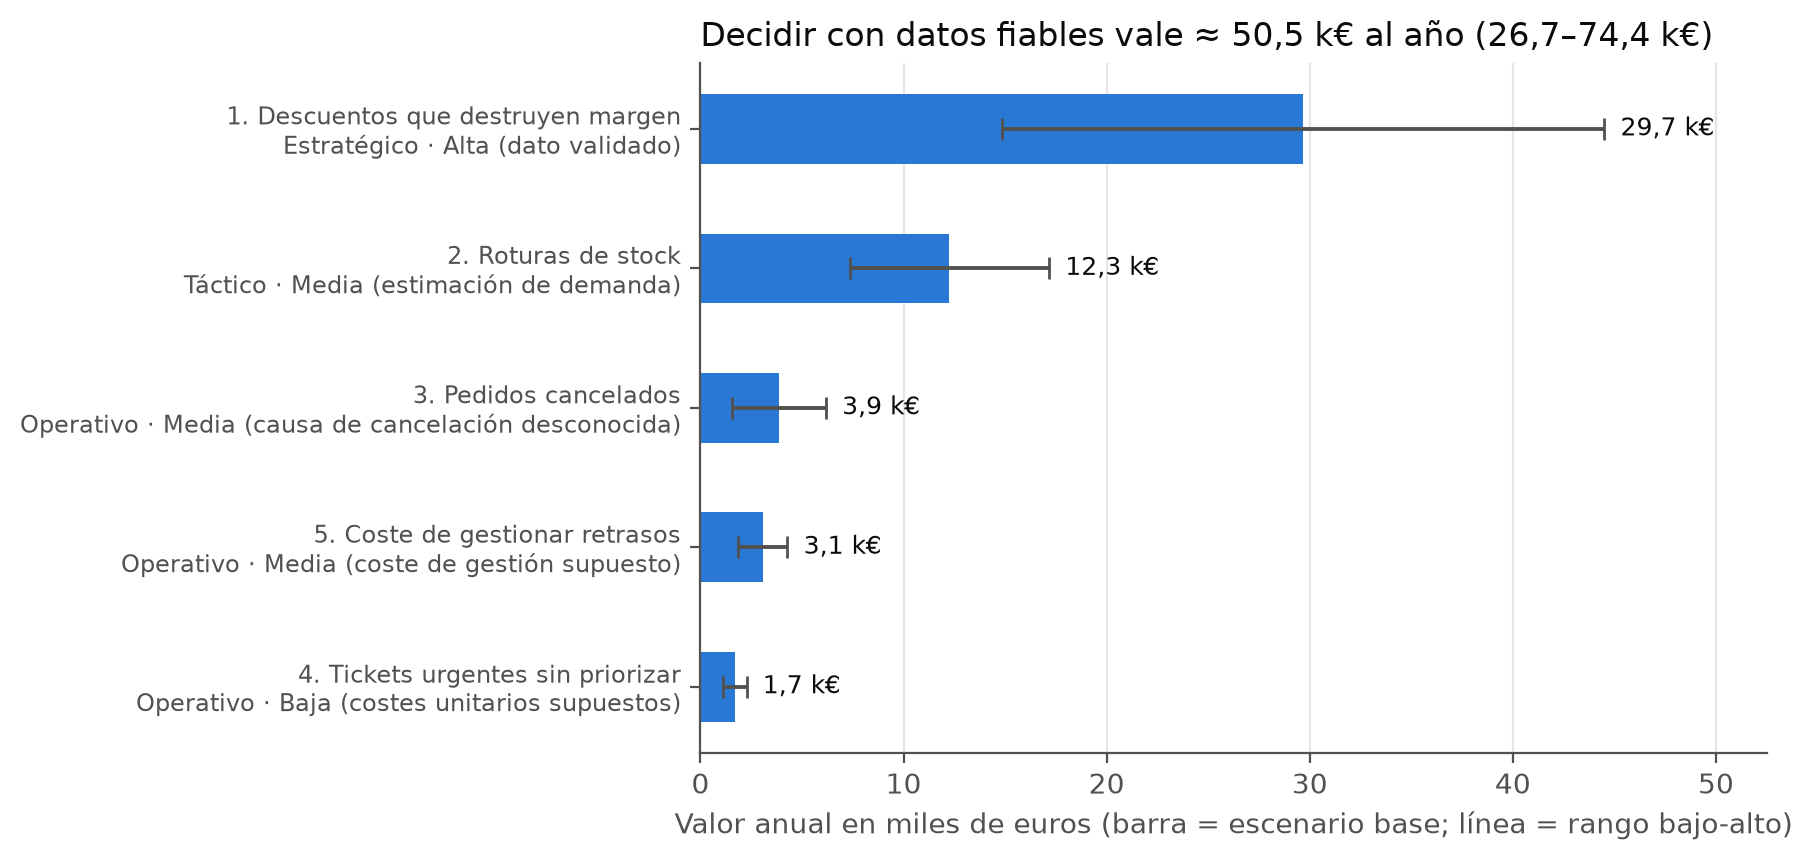 Decidir con datos fiables vale ≈ 50,5 k€ al año (26,7–74,4 k€)
1. Descuentos que destruyen margen
Estratégico · Alta (dato validado)
29,7 k€
2. Roturas de stock
Táctico · Media (estimación de demanda)
12,3 k€
3. Pedidos cancelados
Operativo · Media (causa de cancelación desconocida)
3,9 k€
5. Coste de gestionar retrasos
Operativo · Media (coste de gestión supuesto)
3,1 k€
4. Tickets urgentes sin priorizar
Operativo · Baja (costes unitarios supuestos)
1,7 k€
0 10 20 30 40 50
Valor anual en miles de euros (barra = escenario base; línea = rango bajo-alto)